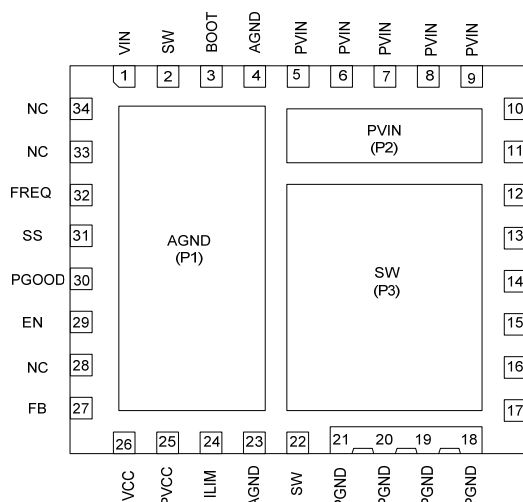 VIN
SW
BOOT
AGND
PVIN
PVIN
PVIN
PVIN
PVIN
1
2
3
4
5
6
7
8
9
NC
34
10
NC
33
11
FREQ
32
12
SS
31
13
PGOOD
30
14
EN
29
15
NC
28
16
FB
27
17
PVIN
(P2)
AGND
(P1)
SW
(P3)
26
25
24
23
22
21
20
19
18
VCC
PVCC
ILIM
AGND
SW
PGND
PGND
PGND
PGND